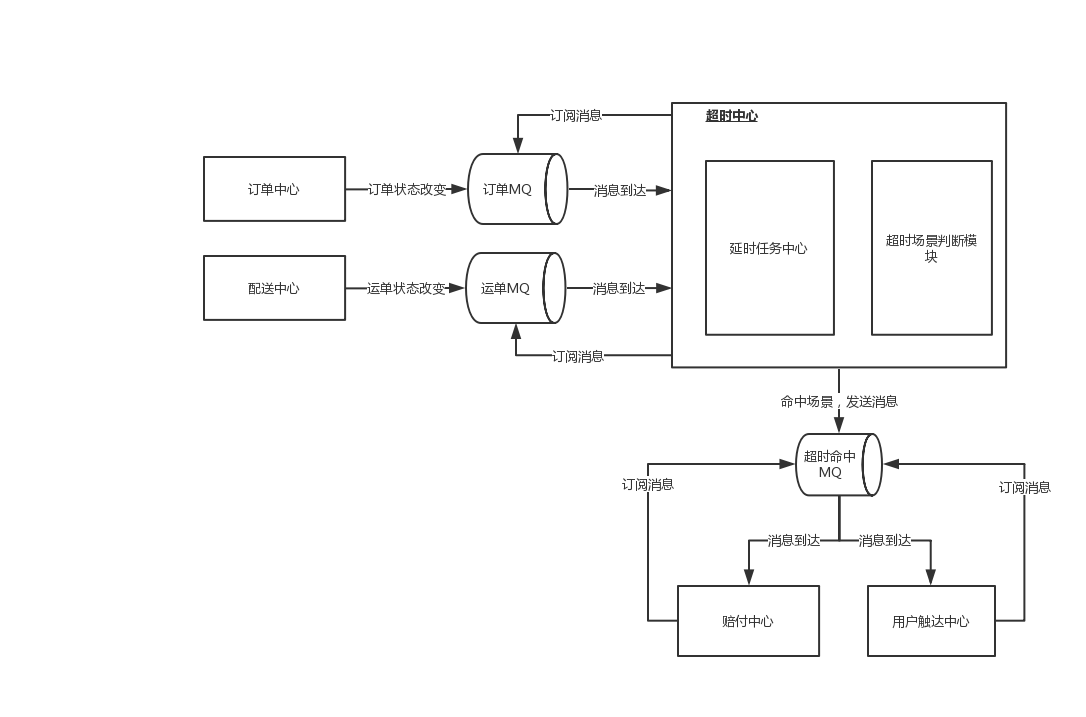 订阅消息
超时中心
订单中心
订单状态改变
订单MQ
消息到达
延时任务中心
超时场景判断模
块
配送中心
运单状态改变
运单MQ
消息到达
订阅消息
命中场景，发送消息
超时命中
MQ
订阅消息
订阅消息
消息到达
消息到达
赔付中心
用户触达中心